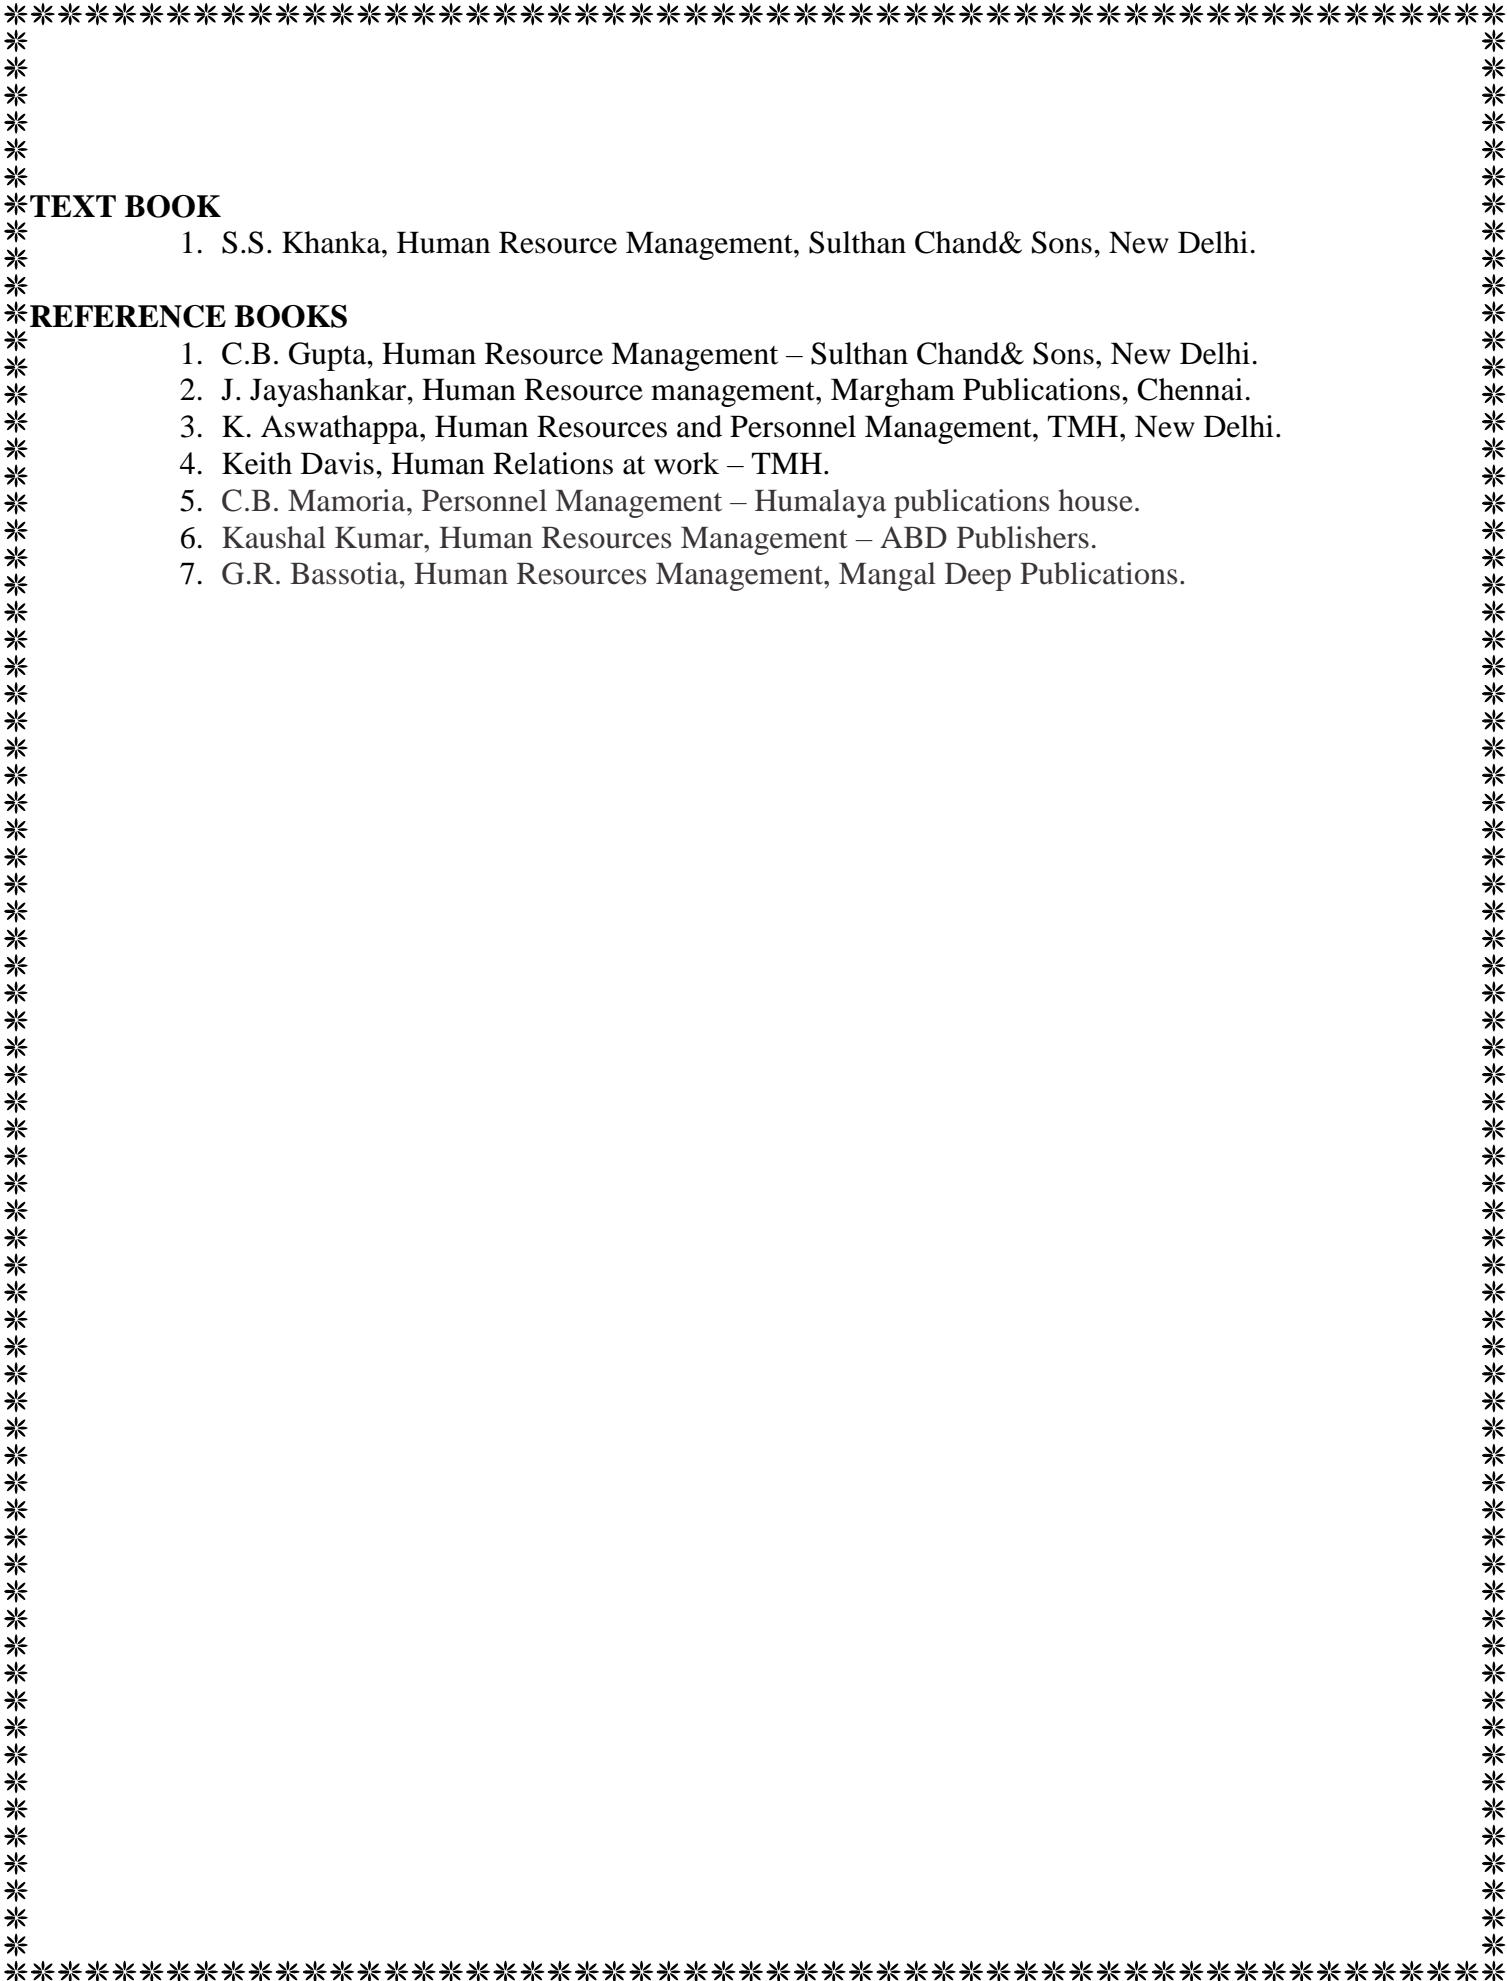 TEXT BOOK
1. S.S. Khanka, Human Resource Management, Sulthan Chand& Sons, New Delhi.
REFERENCE BOOKS
1. C.B. Gupta, Human Resource Management – Sulthan Chand& Sons, New Delhi.
2. J. Jayashankar, Human Resource management, Margham Publications, Chennai.
3. K. Aswathappa, Human Resources and Personnel Management, TMH, New Delhi.
4. Keith Davis, Human Relations at work – TMH.
5. C.B. Mamoria, Personnel Management – Humalaya publications house.
6. Kaushal Kumar, Human Resources Management – ABD Publishers.
7. G.R. Bassotia, Human Resources Management, Mangal Deep Publications.